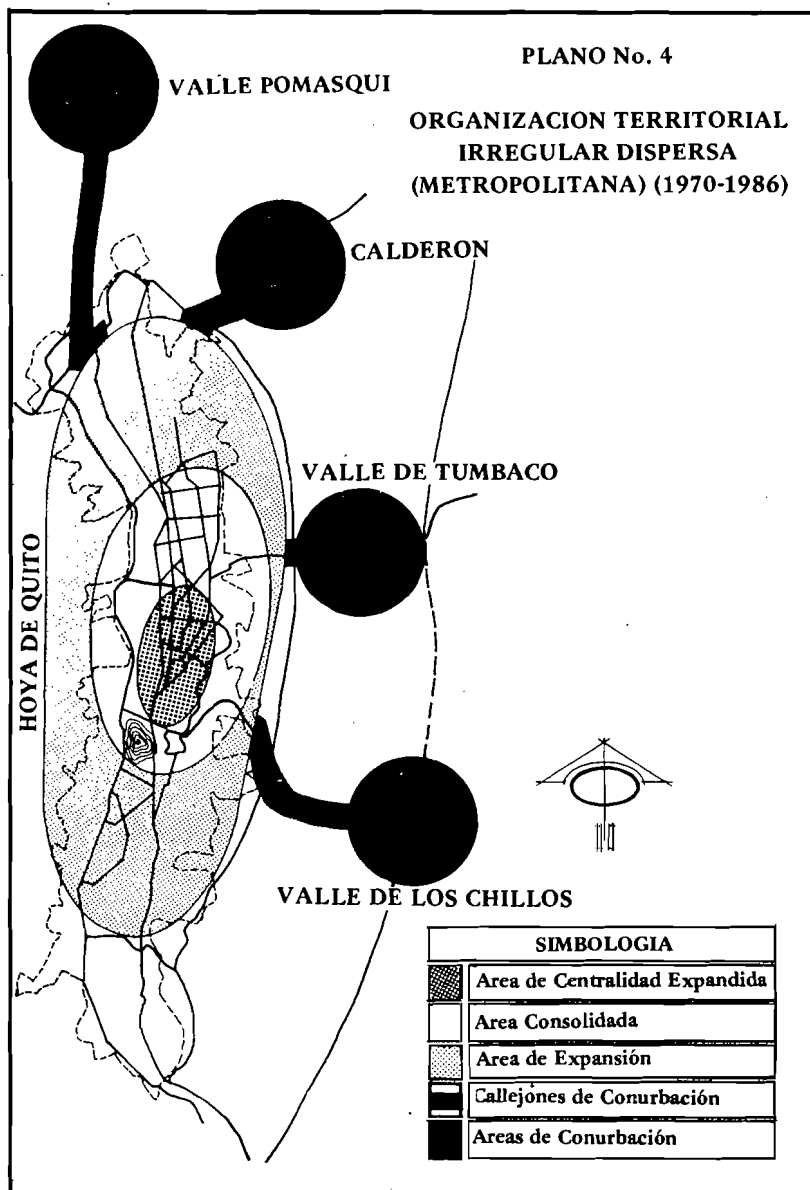 PLANO No. 4
ORGANIZACION TERRITORIAL
IRREGULAR DISPERSA
(METROPOLITANA) (1970-1986)
VALLE POMASQUI
CALDERON
VALLE DE TUMBACO
HOYA DE QUITO
VALLE DE LOS CHILLOS
SIMBOLOGIA
Area de Centralidad Expandida
Area Consolidada
Area de Expansión
Callejónes de Conurbación
Areas de Conurbación